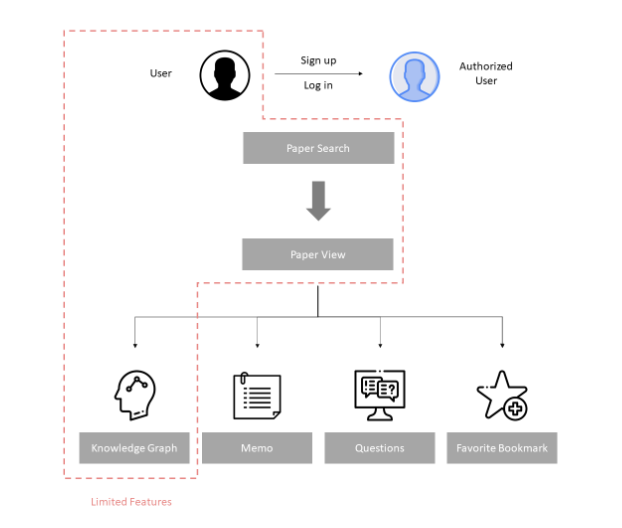 User
Sign up
Log in
Authorized
User
Paper Search
Paper View
Knowledge Graph
Memo
Questions
Favorite Bookmark
Limited Features